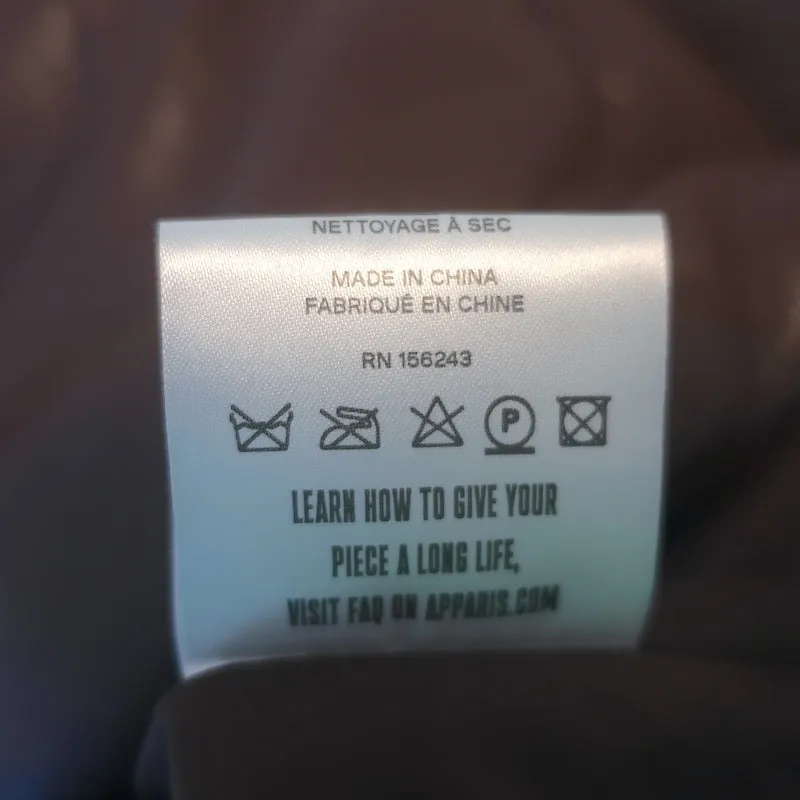 NETTOYAGE À SEC
MADE IN CHINA
FABRIQUÉ EN CHINE
RN 156243
P
LEARN HOW TO GIVE YOUR
PIECE A LONG LIFE,
VISIT FAQ ON APPARIS.COM